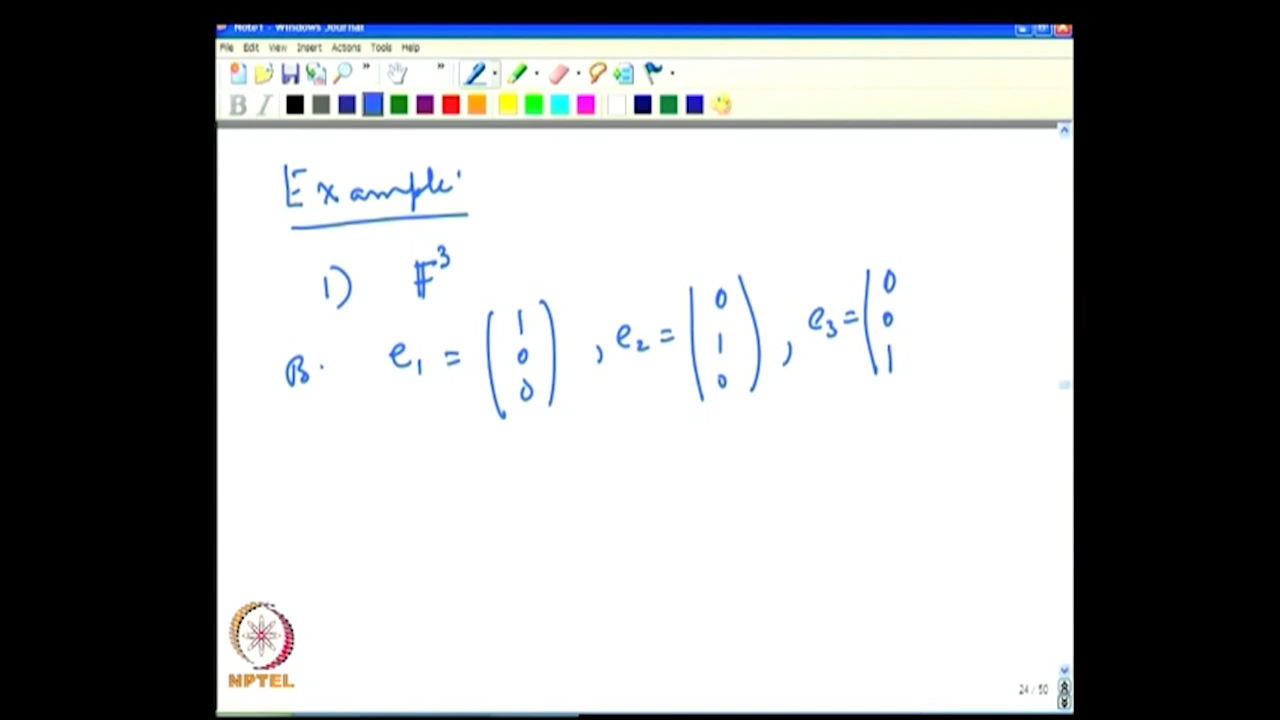 Note1 - Windows Journal
File Edit View Insert Actions Tools Help
B I
Example:
1) 𝔽³
B. e₁ = (1 0 0), e₂ = (0 1 0), e₃ = (0 0 1
NPTEL
24 / 50